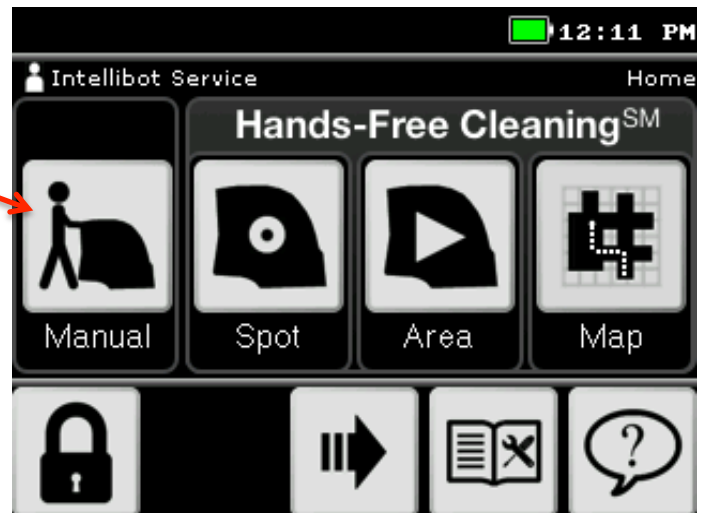 12:11 PM
Intellibot Service Home
Hands-Free Cleaning℠
Manual Spot Area Map
?